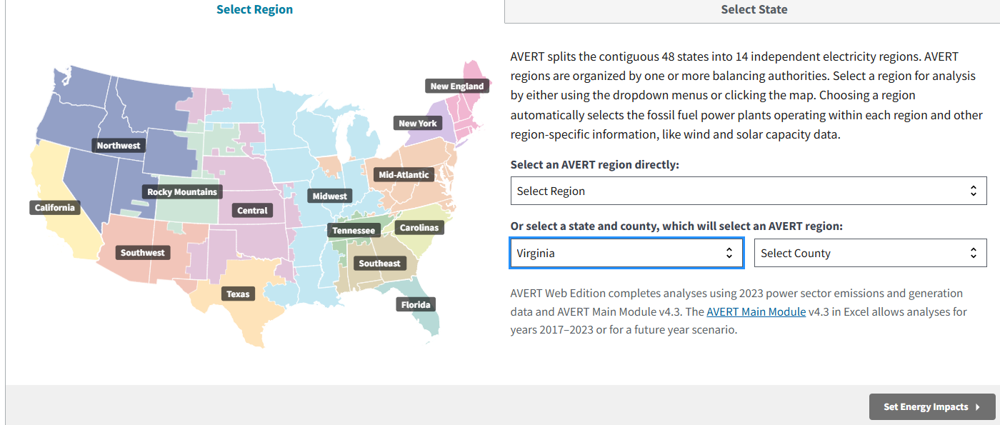 Select Region
Select State
AVERT splits the contiguous 48 states into 14 independent electricity regions. AVERT
regions are organized by one or more balancing authorities. Select a region for analysis
by either using the dropdown menus or clicking the map. Choosing a region
automatically selects the fossil fuel power plants operating within each region and other
region-specific information, like wind and solar capacity data.
Select an AVERT region directly:
Select Region
Or select a state and county, which will select an AVERT region:
Virginia
Select County
AVERT Web Edition completes analyses using 2023 power sector emissions and generation
data and AVERT Main Module v4.3. The AVERT Main Module v4.3 in Excel allows analyses for
years 2017–2023 or for a future year scenario.
New England
New York
Northwest
Mid-Atlantic
Rocky Mountains
Midwest
California
Central
Tennessee
Carolinas
Southwest
Southeast
Texas
Florida
Set Energy Impacts